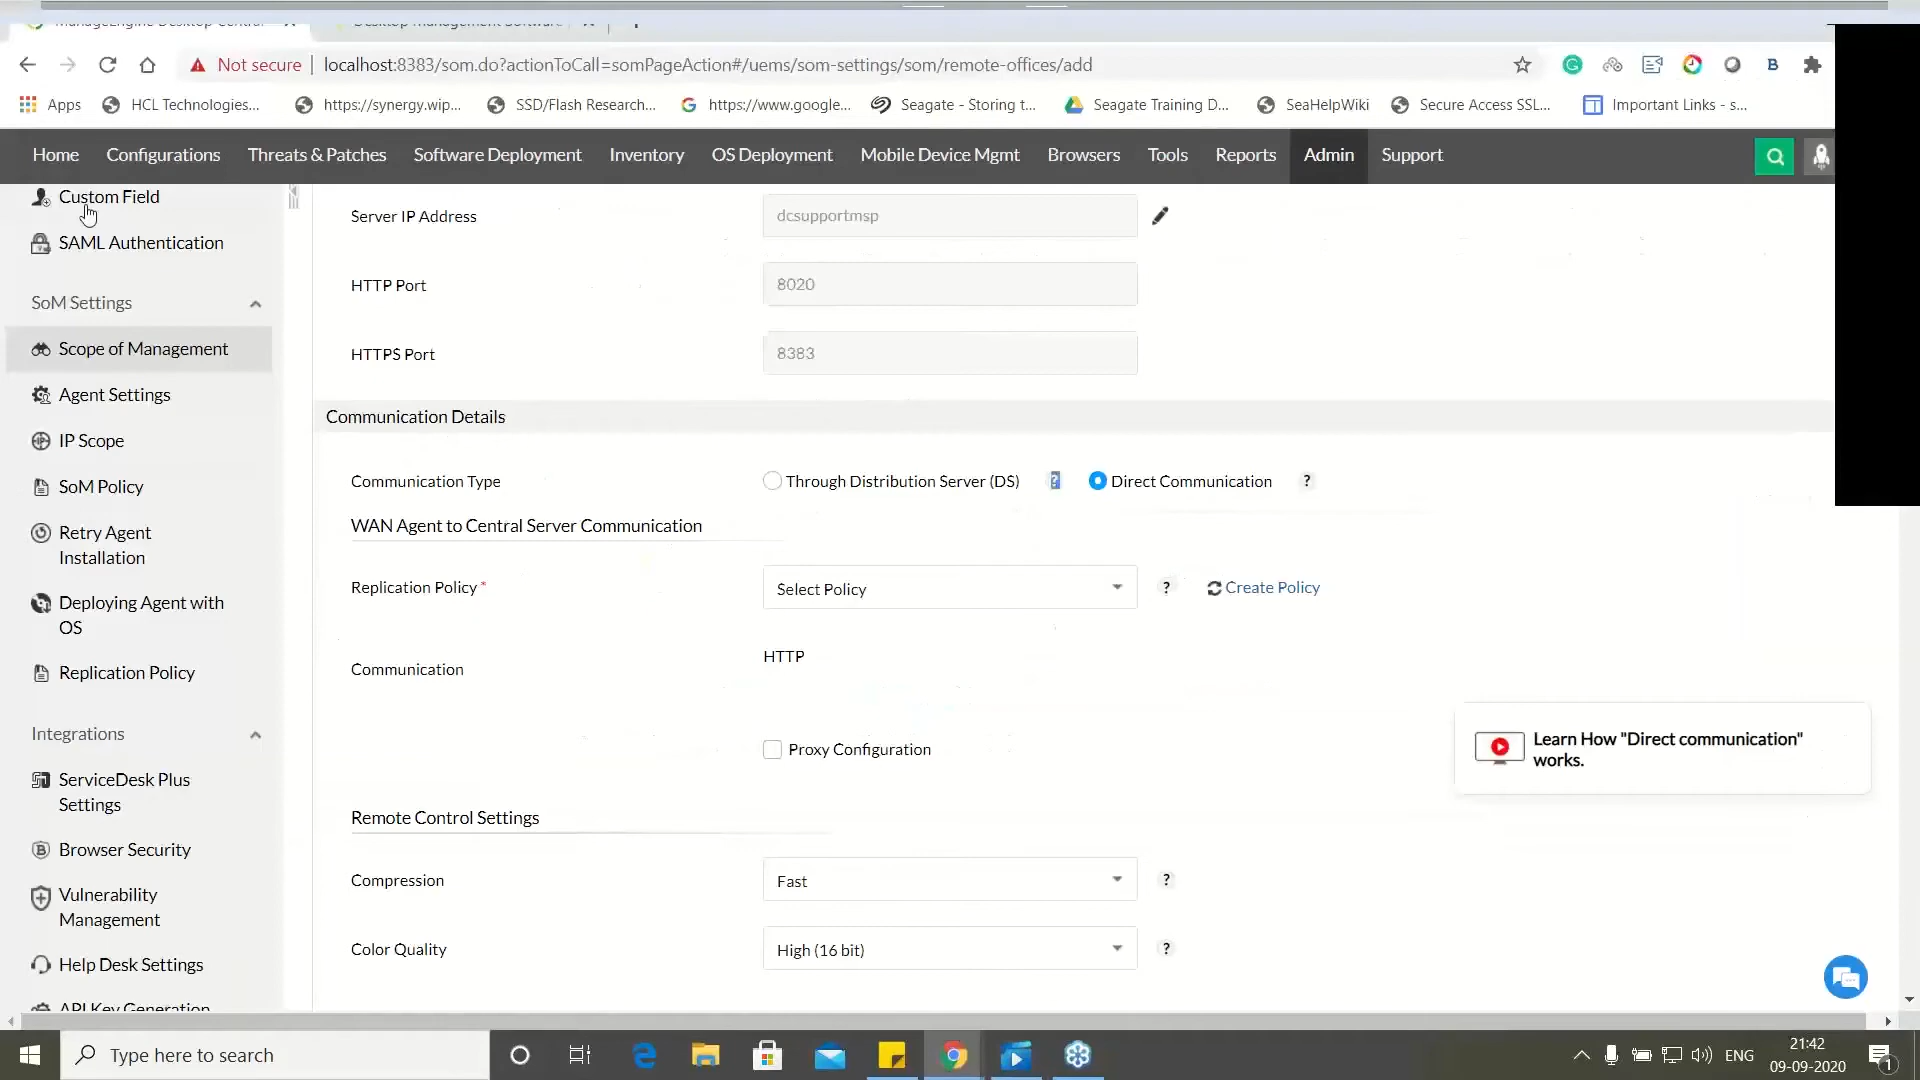 ManageEngine Desktop Central
Desktop Management Software
Not secure
localhost:8383/som.do?actionToCall=somPageAction#/uems/som-settings/som/remote-offices/add
Apps
HCL Technologies...
https://synergy.wip...
SSD/Flash Research...
https://www.google...
Seagate - Storing t...
Seagate Training D...
SeaHelpWiki
Secure Access SSL...
Important Links - s...
Home
Configurations
Threats & Patches
Software Deployment
Inventory
OS Deployment
Mobile Device Mgmt
Browsers
Tools
Reports
Admin
Support
Custom Field
SAML Authentication
SoM Settings
Scope of Management
Agent Settings
IP Scope
SoM Policy
Retry Agent
Installation
Deploying Agent with
OS
Replication Policy
Integrations
ServiceDesk Plus
Settings
Browser Security
Vulnerability
Management
Help Desk Settings
API Key Generation
Server IP Address
dcsupportmsp
HTTP Port
8020
HTTPS Port
8383
Communication Details
Communication Type
Through Distribution Server (DS) ?
Direct Communication ?
WAN Agent to Central Server Communication
Replication Policy *
Select Policy
?
Create Policy
Communication
HTTP
Proxy Configuration
Remote Control Settings
Compression
Fast
?
Color Quality
High (16 bit)
?
Learn How "Direct communication"
works.
Type here to search
ENG
21:42
09-09-2020
1